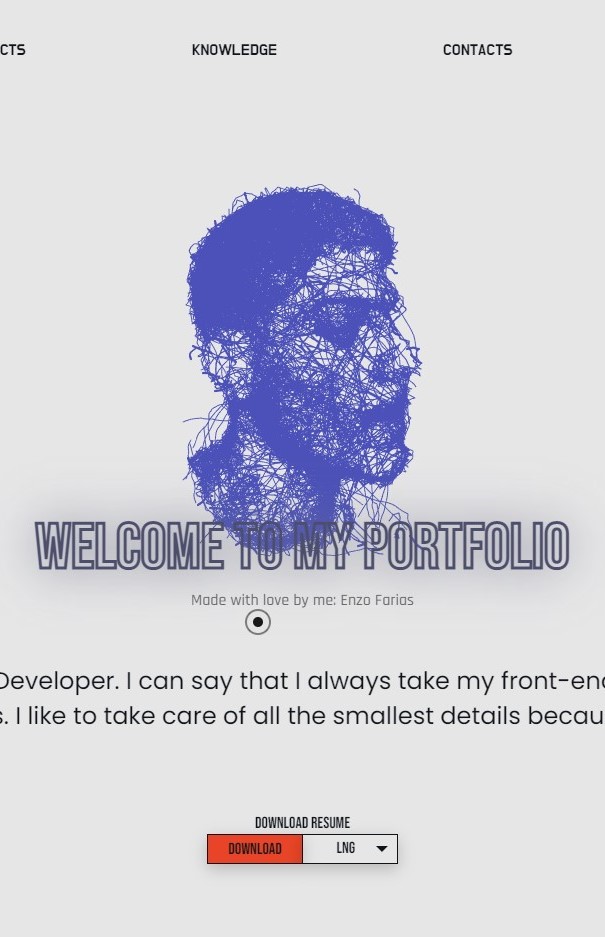 CTS KNOWLEDGE CONTACTS
WELCOME TO MY PORTFOLIO
Made with love by me: Enzo Farias
Developer. I can say that I always take my front-end
s. I like to take care of all the smallest details becau
DOWNLOAD RESUME
DOWNLOAD LNG